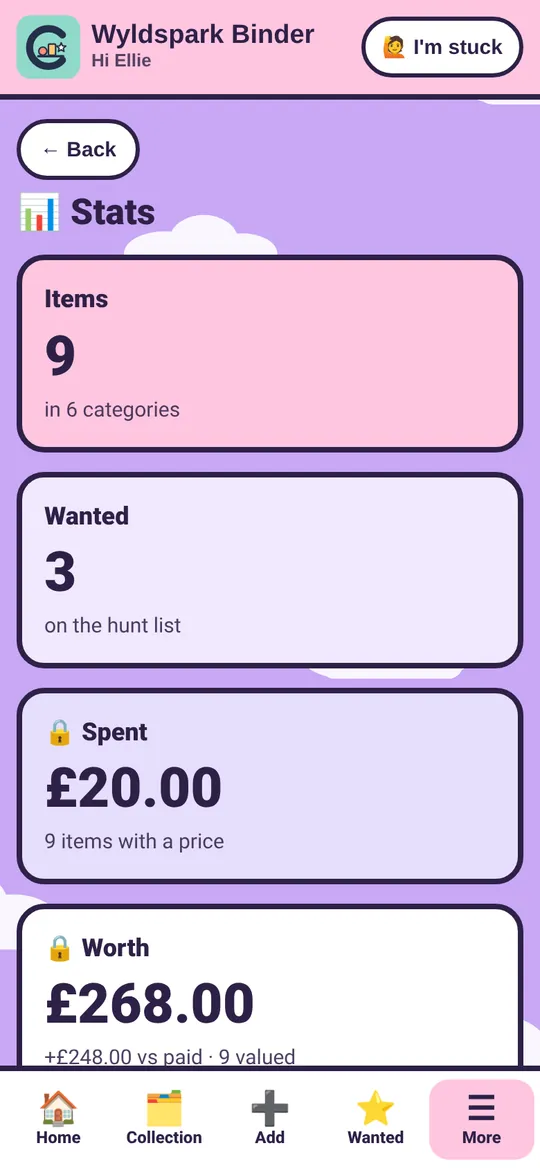 Wyldspark Binder
Hi Ellie
🙋 I'm stuck
← Back
📊 Stats
Items
9
in 6 categories
Wanted
3
on the hunt list
🔒 Spent
£20.00
9 items with a price
🔒 Worth
£268.00
+£248.00 vs paid · 9 valued
Home
Collection
Add
Wanted
More